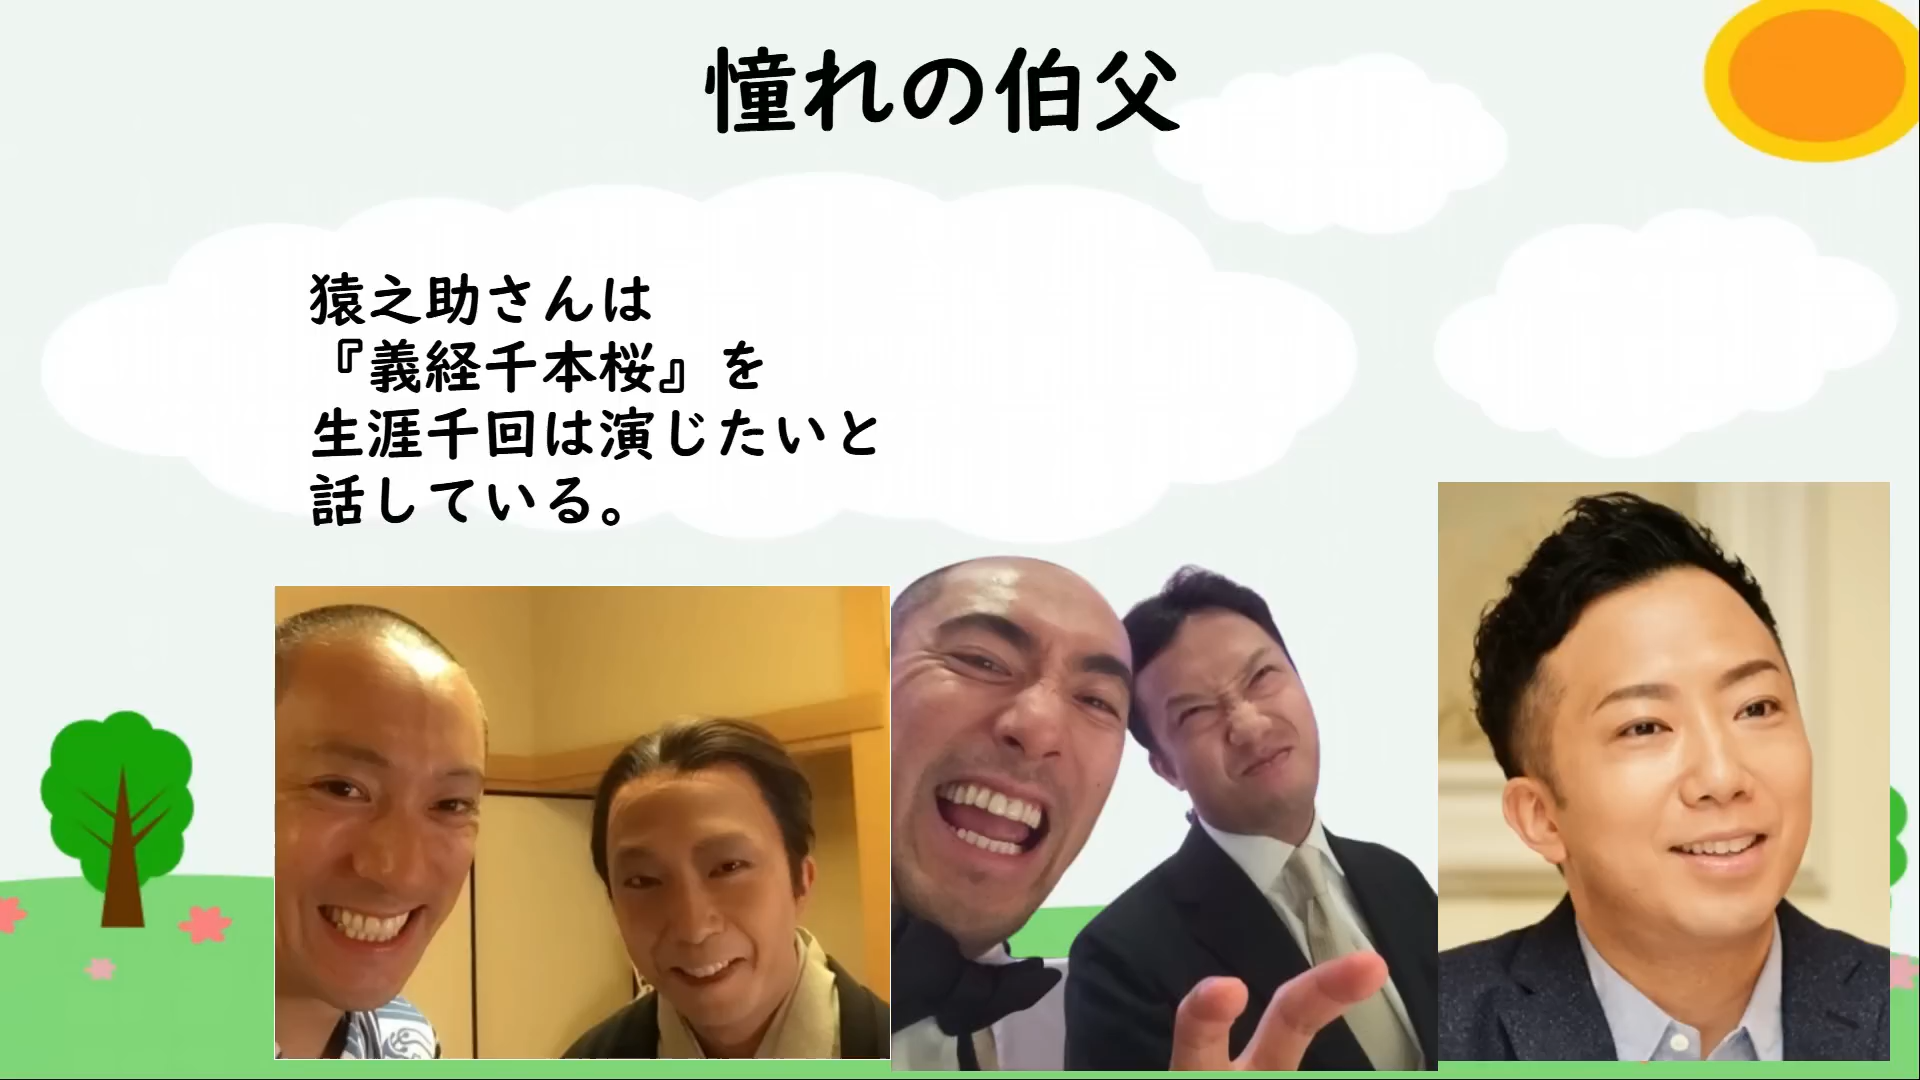 憧れの伯父
猿之助さんは
『義経千本桜』を
生涯千回は演じたいと
話している。